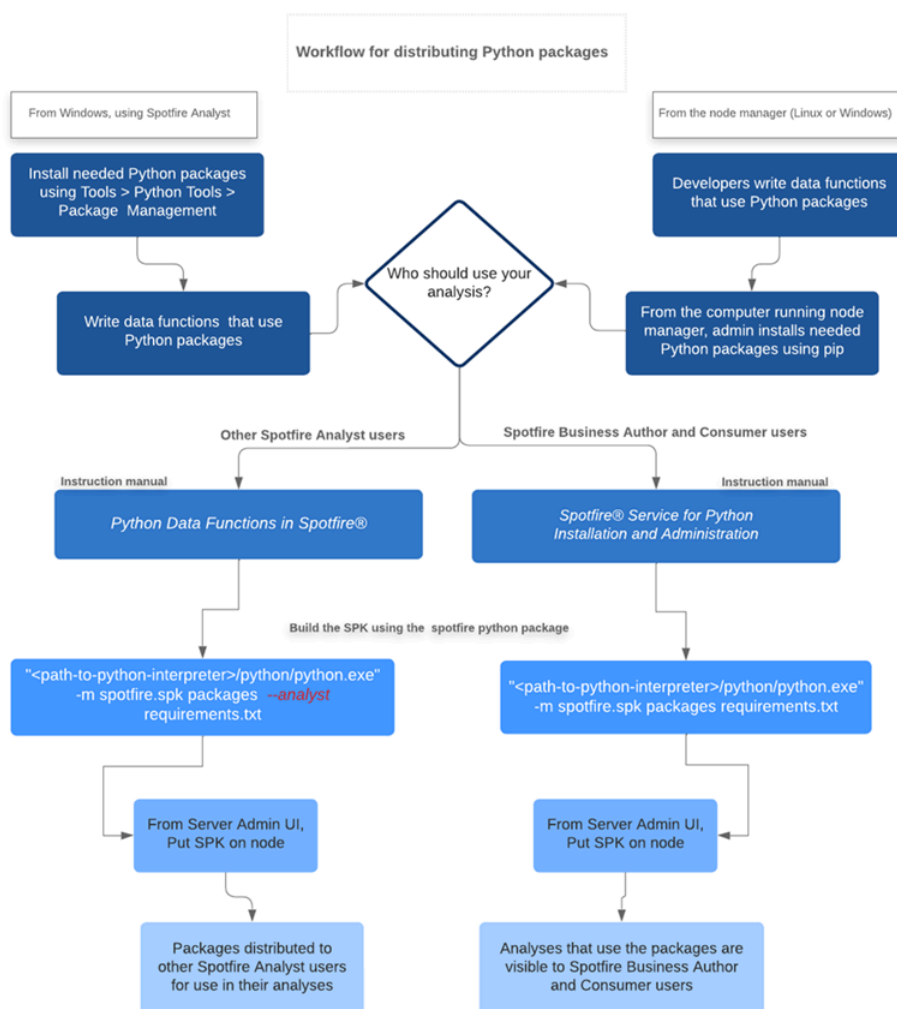 Workflow for distributing Python packages
From Windows, using Spotfire Analyst
From the node manager (Linux or Windows)
Install needed Python packages
using Tools > Python Tools >
Package Management
Developers write data functions
that use Python packages
Who should use your
analysis?
Write data functions that use
Python packages
From the computer running node
manager, admin installs needed
Python packages using pip
Other Spotfire Analyst users
Spotfire Business Author and Consumer users
Instruction manual
Instruction manual
Python Data Functions in Spotfire®
Spotfire® Service for Python
Installation and Administration
Build the SPK using the spotfire python package
"<path-to-python-interpreter>/python/python.exe"
-m spotfire.spk packages --analyst
requirements.txt
"<path-to-python-interpreter>/python/python.exe"
-m spotfire.spk packages requirements.txt
From Server Admin UI,
Put SPK on node
From Server Admin UI,
Put SPK on node
Packages distributed to
other Spotfire Analyst users
for use in their analyses
Analyses that use the packages are
visible to Spotfire Business Author
and Consumer users